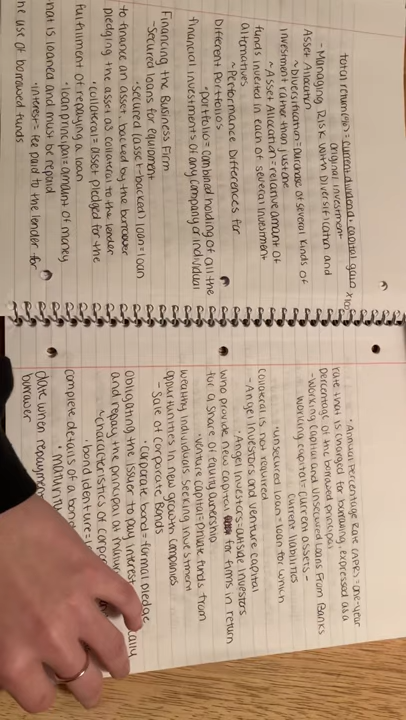 total return(%) = current dividend + capital gain x 10
original investment
- Managing Risk with Diversification and
Asset Allocation
~ Diversification = purchase of several kinds of
investment rather than just one
~ Asset Allocation = relative amount of
funds invested in each of several investment
alternatives
~ Performance Differences for
Different Portfolios
• portfolio = combined holding of all the
financial investments of any company or individual
Financing the Business Firm
- Secured loans for equipment
• secured (asset-backed) loan = loan
to finance an asset, backed by the borrower
pledging the asset as collateral to the lender
• collateral = asset pledged for the
fulfillment of repaying a loan
• loan principal = amount of money
that is loaned and must be repaid
• interest = fee paid to the lender for
the use of borrowed funds
• Annual Percentage Rate (APR) = one-year
rate that is charged for borrowing, expressed as a
percentage of the borrowed principal
- Working Capital and Unsecured Loans From Banks
working capital = current assets -
current liabilities
• unsecured loan = loan for which
collateral is not required
- Angel Investors and venture capital
• Angel Investors = outside investors
who provide new capital for firms in return
for a share of equity ownership
• venture capital = private funds from
wealthy individuals seeking investment
opportunities in new growth companies
- Sale of Corporate Bonds
• corporate bond = formal pledge
obligating the issuer to pay interest
and repay the principal at
~ characteristics of
• bond identure =
complete details of a bond
•
date when repayment
borrower